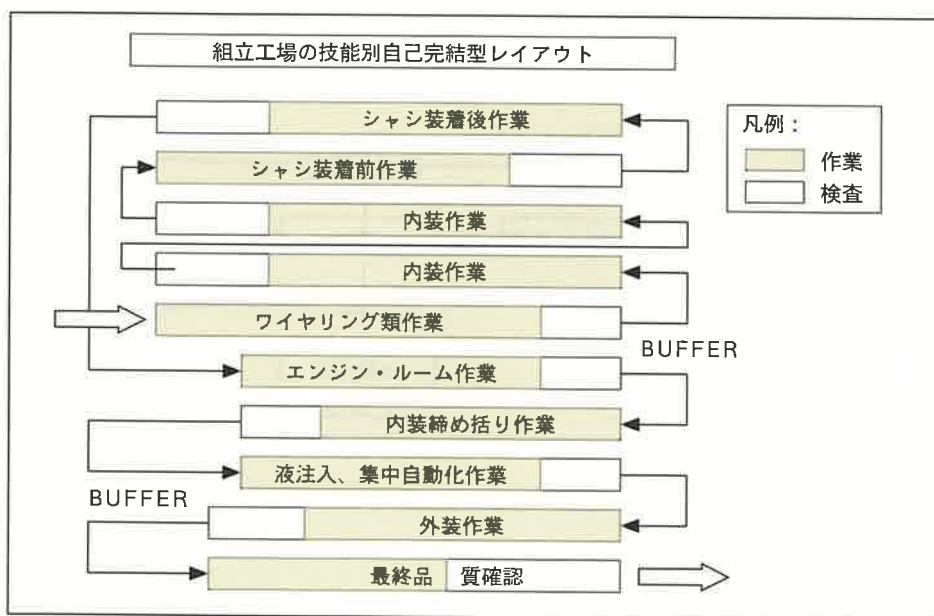 組立工場の技能別自己完結型レイアウト
シャシ装着後作業
シャシ装着前作業
内装作業
内装作業
ワイヤリング類作業
BUFFER
エンジン・ルーム作業
内装締め括り作業
液注入、集中自動化作業
BUFFER
外装作業
最終品質確認
凡例：
作業
検査